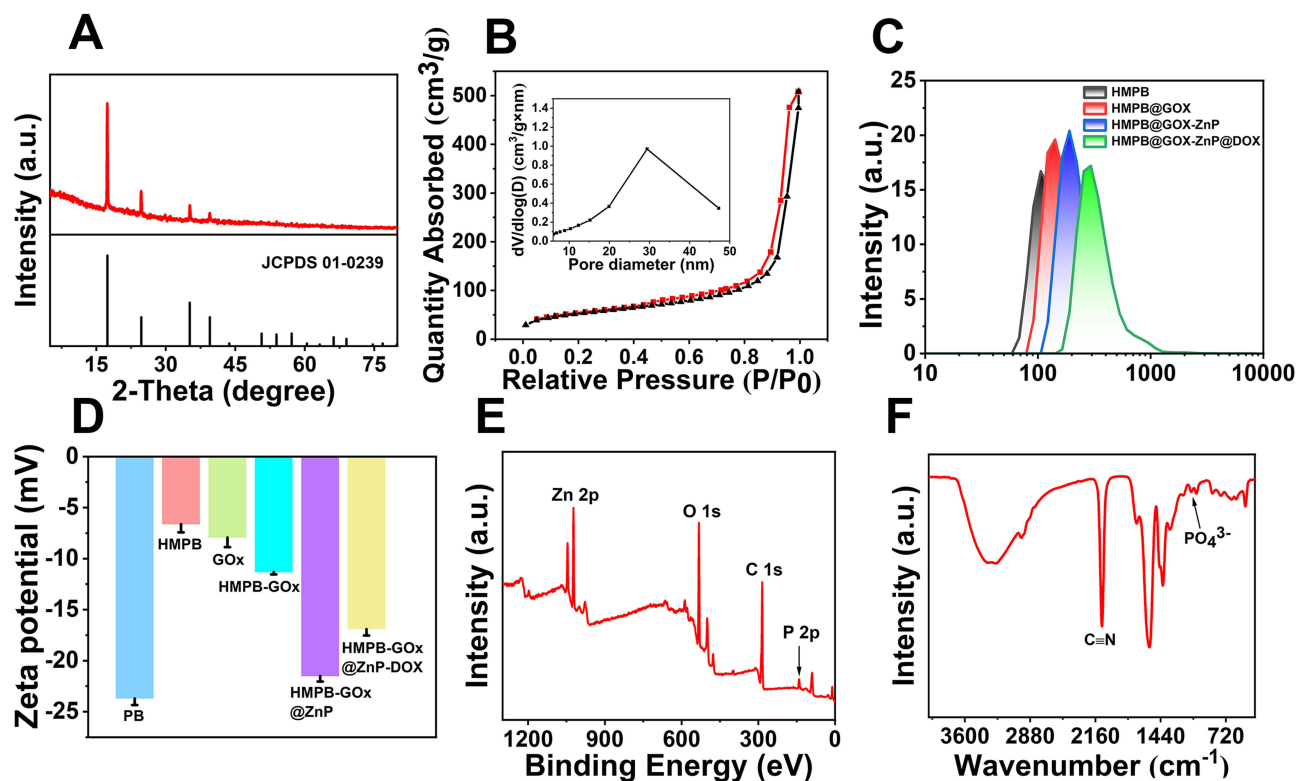 A
Intensity (a.u.)
JCPDS 01-0239
15 30 45 60 75
2-Theta (degree)
B
Quantity Absorbed (cm³/g)
500
400
300
200
100
0
0.0 0.2 0.4 0.6 0.8 1.0
Relative Pressure (P/P0)
dV/dlog(D) (cm³/g×nm)
1.4
1.2
1.0
0.8
0.6
0.4
0.2
0.0
10 20 30 40 50
Pore diameter (nm)
C
Intensity (a.u.)
25
20
15
10
5
0
10 100 1000 10000
HMPB
HMPB@GOX
HMPB@GOX-ZnP
HMPB@GOX-ZnP@DOX
D
Zeta potential (mV)
0
-5
-10
-15
-20
-25
PB
HMPB
GOx
HMPB-GOx
HMPB-GOx
@ZnP
HMPB-GOx
@ZnP-DOX
E
Intensity (a.u.)
Zn 2p
O 1s
C 1s
P 2p
1200 900 600 300 0
Binding Energy (eV)
F
Intensity (a.u.)
C≡N
PO₄³⁻
3600 2880 2160 1440 720
Wavenumber (cm⁻¹)